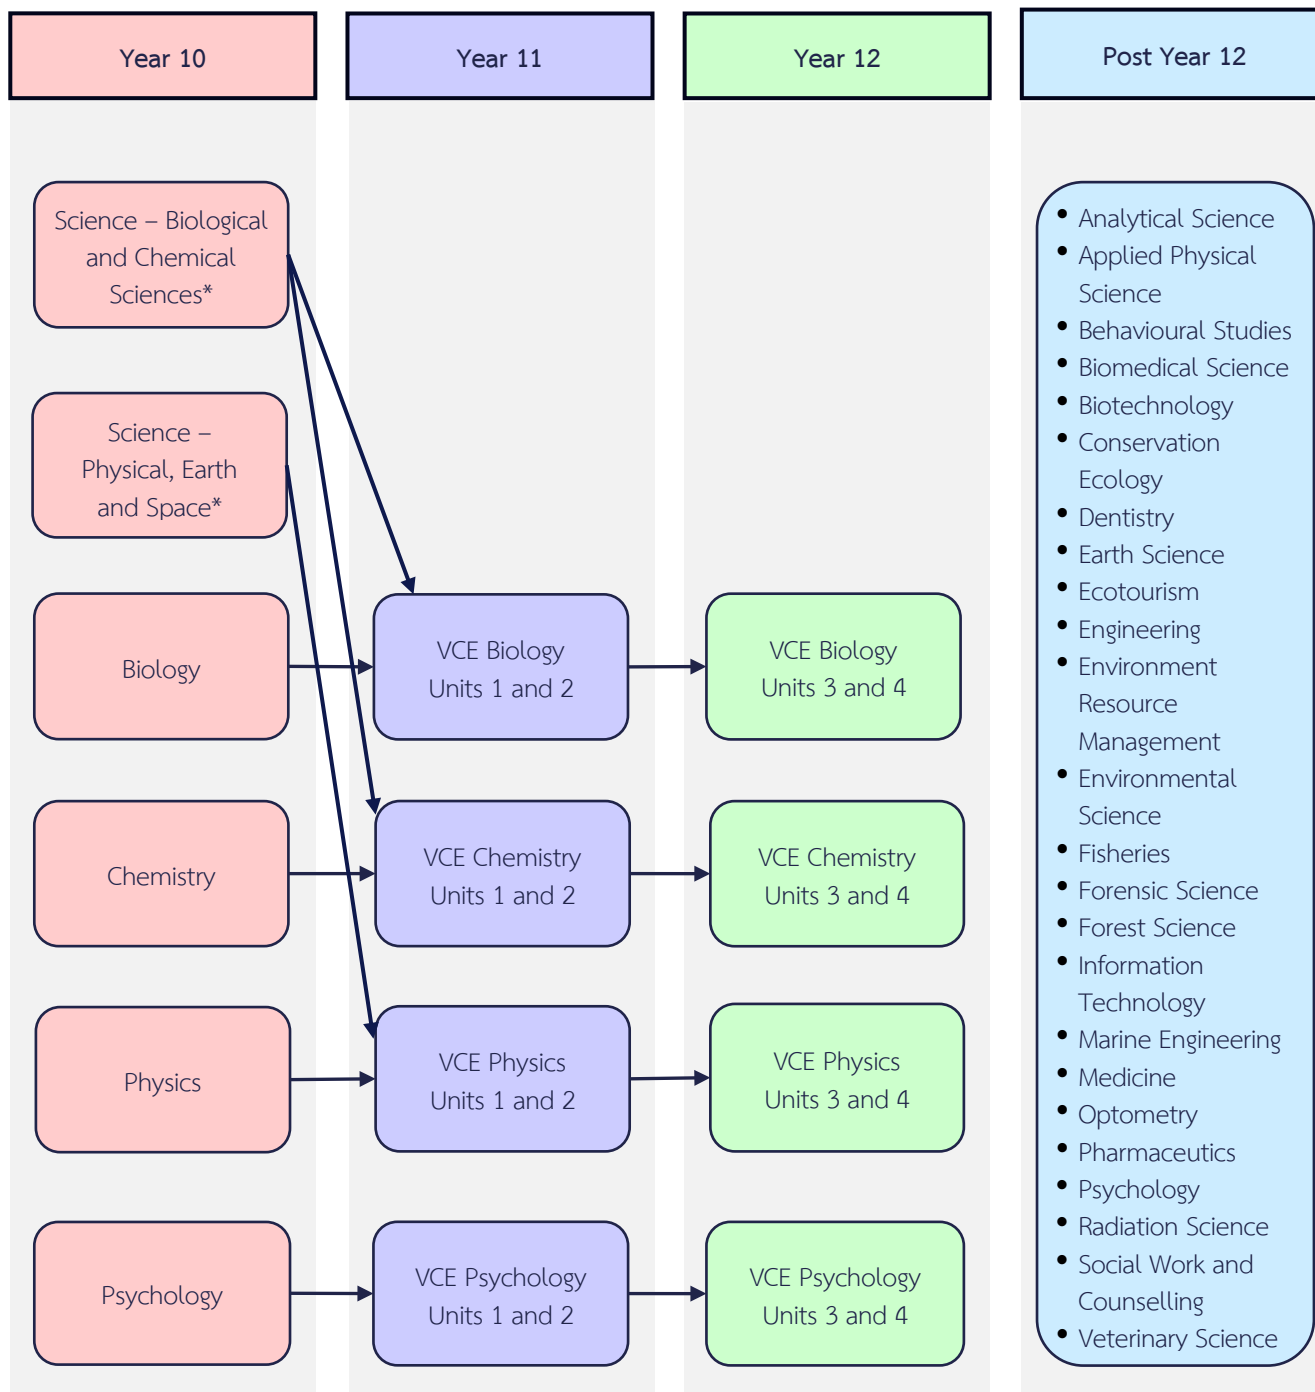 Year 10
Year 11
Year 12
Post Year 12
Science – Biological
and Chemical
Sciences*
Science –
Physical, Earth
and Space*
Biology
VCE Biology
Units 1 and 2
VCE Biology
Units 3 and 4
Chemistry
VCE Chemistry
Units 1 and 2
VCE Chemistry
Units 3 and 4
Physics
VCE Physics
Units 1 and 2
VCE Physics
Units 3 and 4
Psychology
VCE Psychology
Units 1 and 2
VCE Psychology
Units 3 and 4
• Analytical Science
• Applied Physical
Science
• Behavioural Studies
• Biomedical Science
• Biotechnology
• Conservation
Ecology
• Dentistry
• Earth Science
• Ecotourism
• Engineering
• Environment
Resource
Management
• Environmental
Science
• Fisheries
• Forensic Science
• Forest Science
• Information
Technology
• Marine Engineering
• Medicine
• Optometry
• Pharmaceutics
• Psychology
• Radiation Science
• Social Work and
Counselling
• Veterinary Science